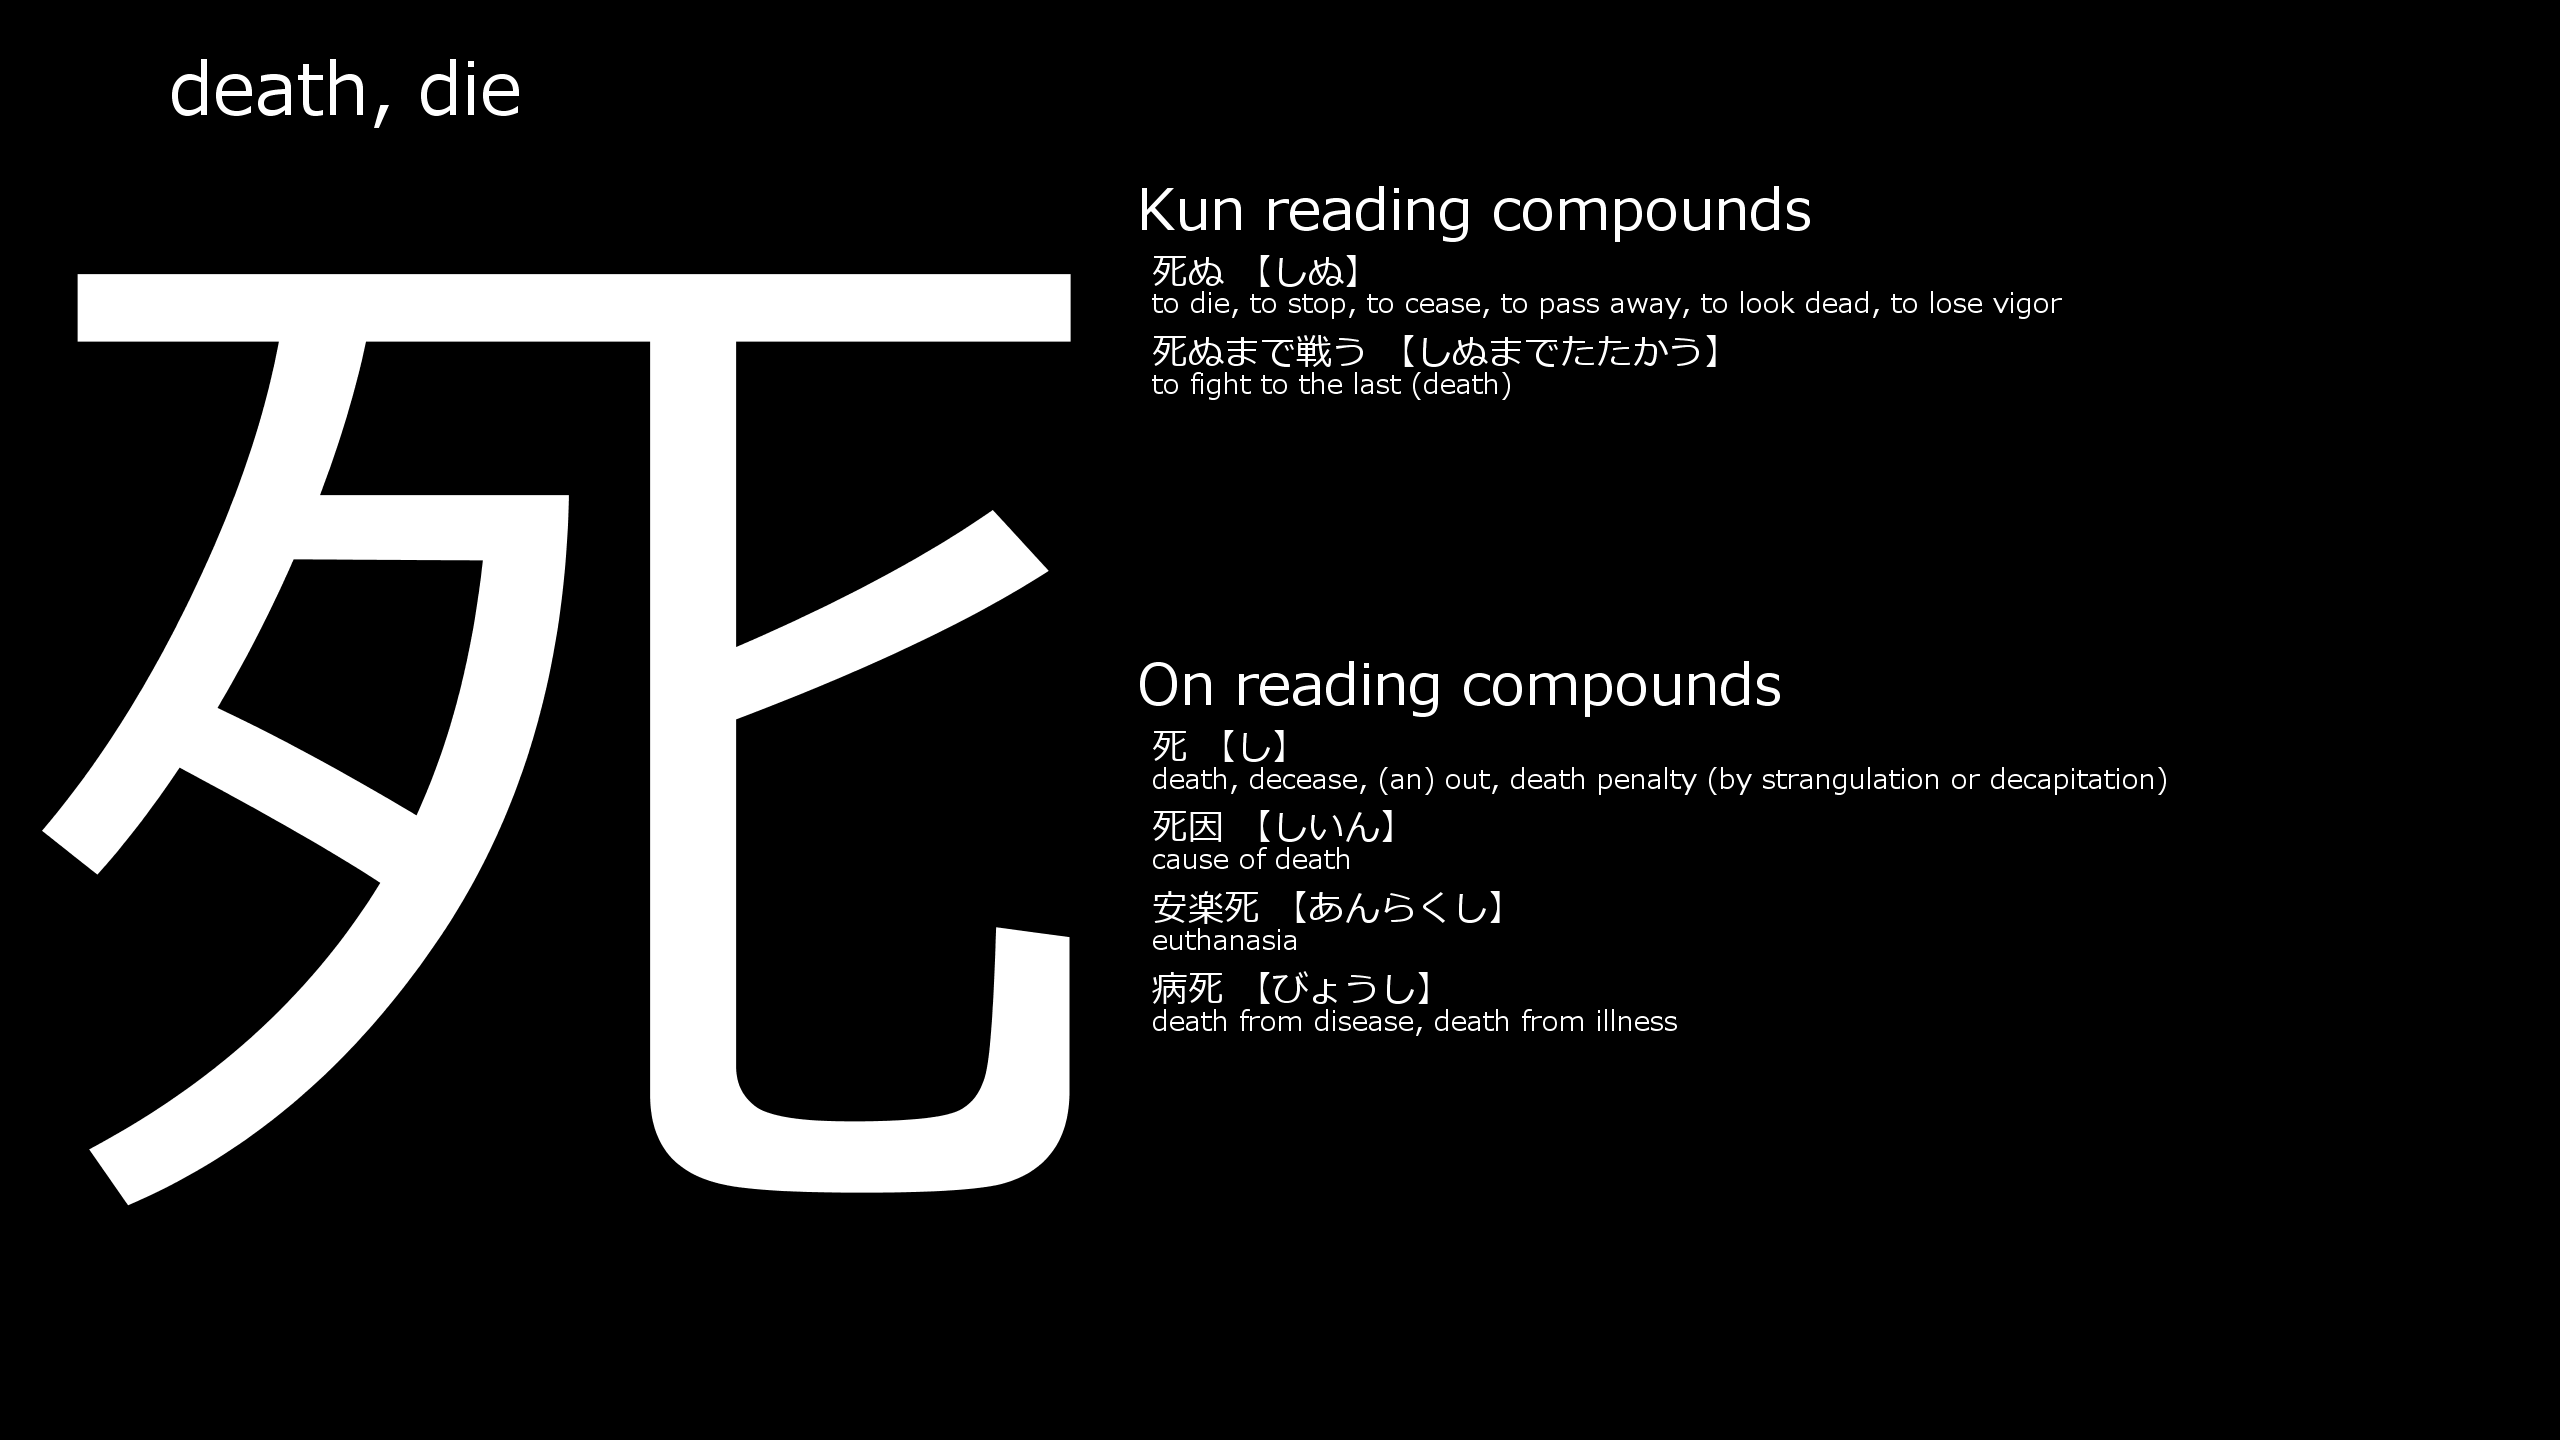 death, die
死
Kun reading compounds
死ぬ 【しぬ】
to die, to stop, to cease, to pass away, to look dead, to lose vigor
死ぬまで戦う 【しぬまでたたかう】
to fight to the last (death)
On reading compounds
死 【し】
death, decease, (an) out, death penalty (by strangulation or decapitation)
死因 【しいん】
cause of death
安楽死 【あんらくし】
euthanasia
病死 【びょうし】
death from disease, death from illness